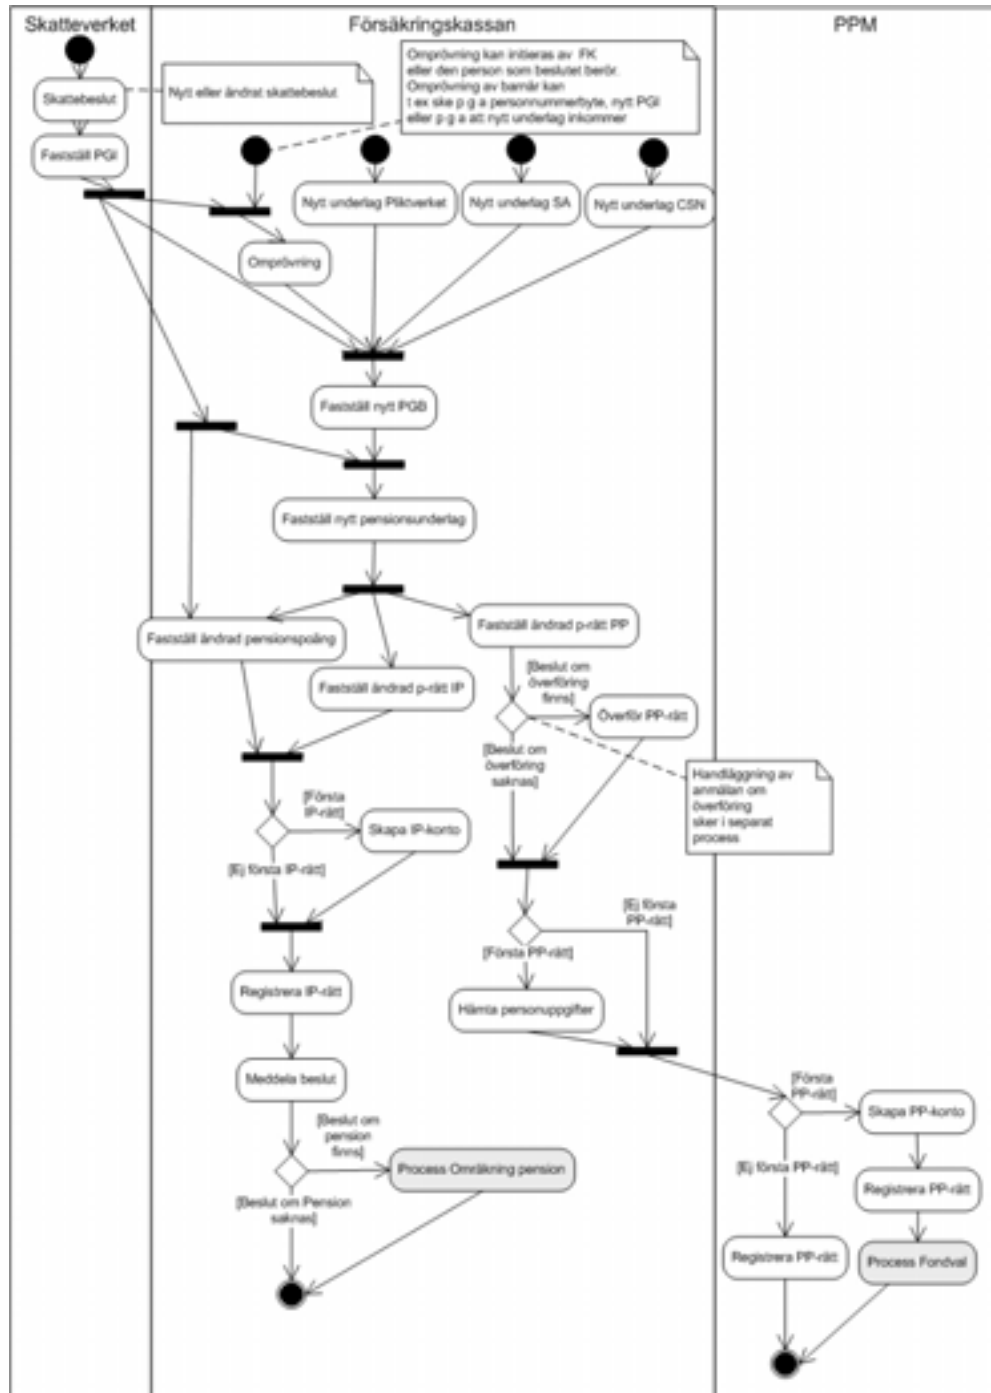 Skatteverket
Försäkringskassan
PPM
Skattebeslut
Nytt eller ändrat skattebeslut
Omprövning kan initieras av FK
eller den person som beslutet berör.
Omprövning av barnår kan
t ex ske p g a personnummerbyte, nytt PGI
eller p g a att nytt underlag inkommer
Fastställ PGI
Nytt underlag Pliktverket
Nytt underlag SA
Nytt underlag CSN
Omprövning
Fastställ nytt PGB
Fastställ nytt pensionsunderlag
Fastställ ändrad pensionspoäng
Fastställ ändrad p-rätt IP
Fastställ ändrad p-rätt PP
[Beslut om
överföring
finns]
Överför PP-rätt
[Beslut om
överföring
saknas]
Handläggning av
anmälan om
överföring
sker i separat
process
[Första
IP-rätt]
Skapa IP-konto
[Ej första IP-rätt]
[Ej första
PP-rätt]
[Första PP-rätt]
Registrera IP-rätt
Hämta personuppgifter
Meddela beslut
[Första
PP-rätt]
Skapa PP-konto
[Beslut om
pension
finns]
Process Omräkning pension
[Ej första PP-rätt]
Registrera PP-rätt
[Beslut om Pension
saknas]
Registrera PP-rätt
Process Fondval